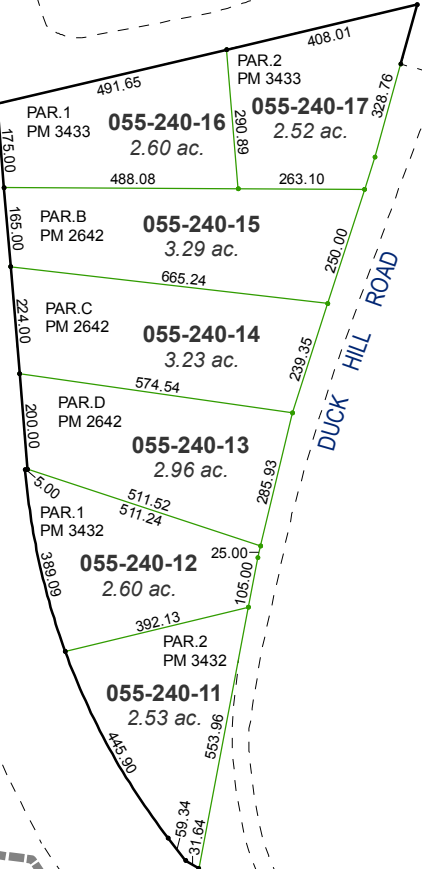 408.01
PAR.2
PM 3433
491.65
328.76
PAR.1
PM 3433
055-240-16
2.60 ac.
290.89
055-240-17
2.52 ac.
175.00
488.08
263.10
165.00
PAR.B
PM 2642
055-240-15
3.29 ac.
250.00
665.24
DUCK HILL ROAD
224.00
PAR.C
PM 2642
055-240-14
3.23 ac.
239.35
574.54
200.00
PAR.D
PM 2642
055-240-13
2.96 ac.
285.93
5.00
511.52
511.24
PAR.1
PM 3432
25.00
389.09
055-240-12
2.60 ac.
105.00
392.13
PAR.2
PM 3432
055-240-11
2.53 ac.
553.96
445.90
59.34
31.64